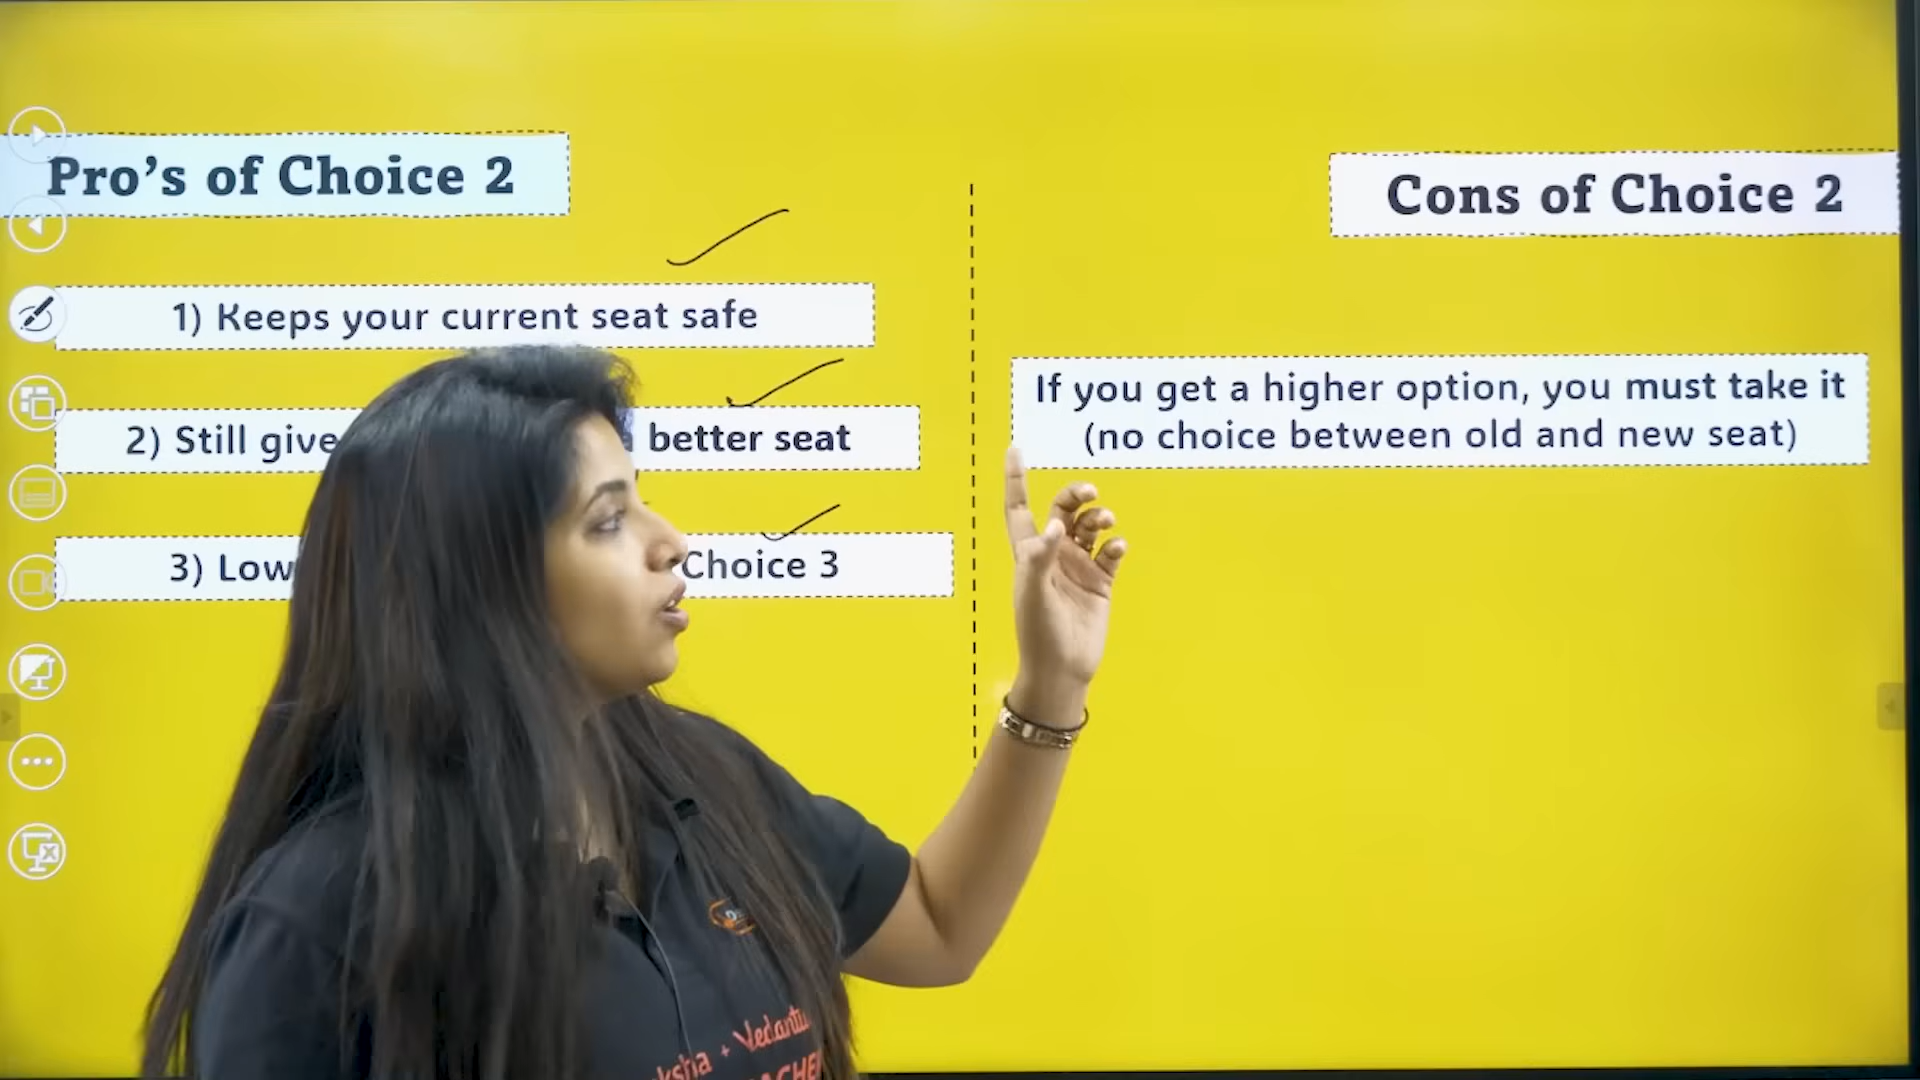 Pro's of Choice 2
1) Keeps your current seat safe
2) Still give better seat
3) Low Choice 3
Cons of Choice 2
If you get a higher option, you must take it
(no choice between old and new seat)
Vedantu